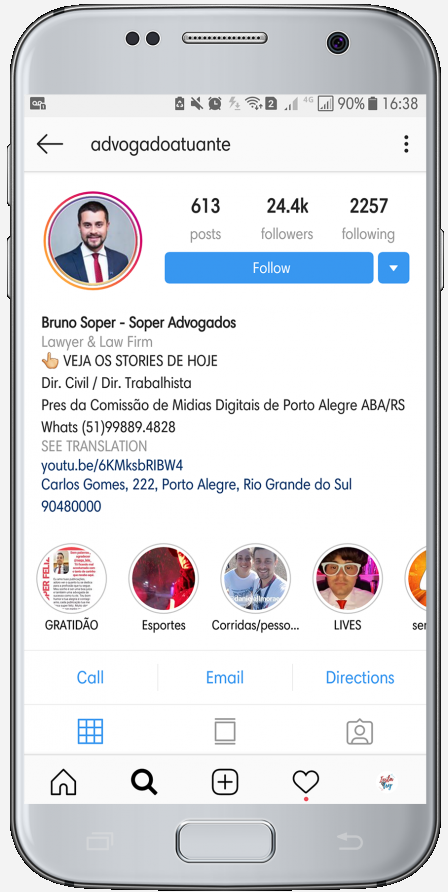 4G 90% 16:38
advogadoatuante
613 24.4k 2257
posts followers following
Follow
Bruno Soper - Soper Advogados
Lawyer & Law Firm
👆 VEJA OS STORIES DE HOJE
Dir. Civil / Dir. Trabalhista
Pres da Comissão de Midias Digitais de Porto Alegre ABA/RS
Whats (51)99889.4828
SEE TRANSLATION
youtu.be/6KMksbRIBW4
Carlos Gomes, 222, Porto Alegre, Rio Grande do Sul
90480000
GRATIDÃO Esportes Corridas/pesso... LIVES ser
Call Email Directions